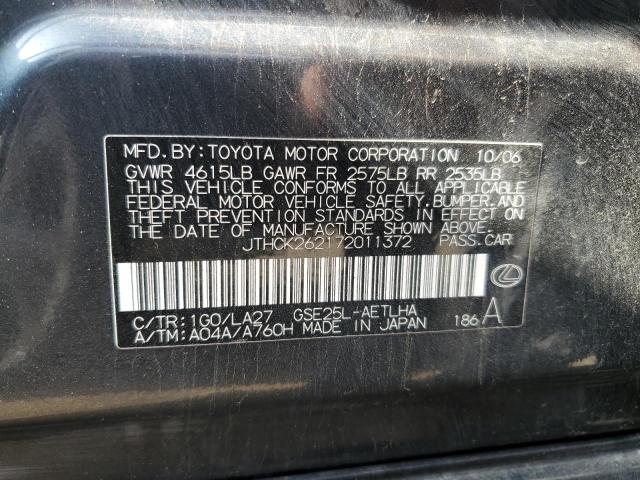 MFD.BY:TOYOTA MOTOR CORPORATION 10/06
GVWR 4615LB GAWR FR 2575LB RR 2535LB
THIS VEHICLE CONFORMS TO ALL APPLICABLE
FEDERAL MOTOR VEHICLE SAFETY,BUMPER,AND
THEFT PREVENTION STANDARDS IN EFFECT ON
THE DATE OF MANUFACTURE SHOWN ABOVE.
JTHCK262172011372 PASS.CAR
C/TR:1G0/LA27 GSE25L-AETLHA
A/TM:A04A/A760H MADE IN JAPAN 186 A